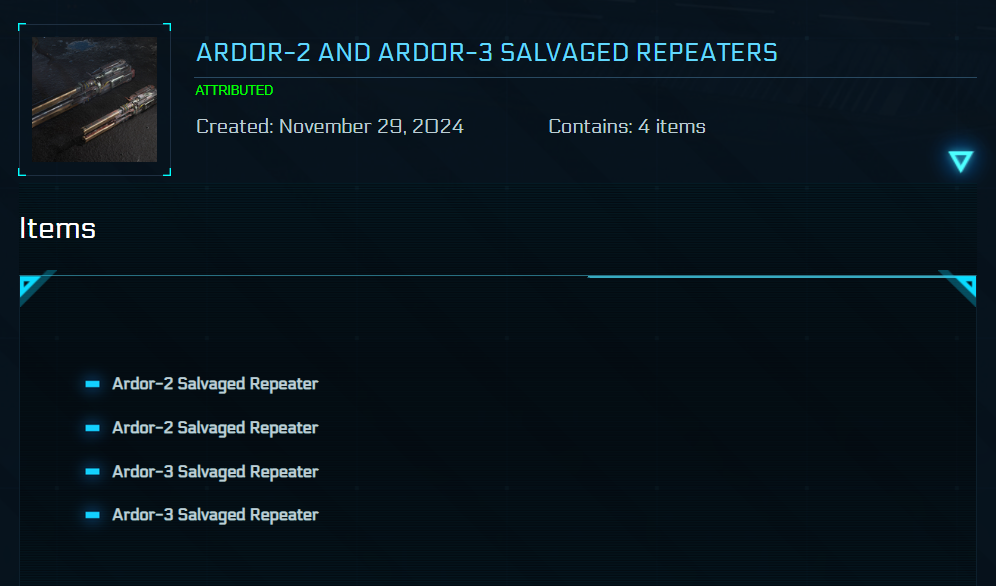 ARDOR-2 AND ARDOR-3 SALVAGED REPEATERS
ATTRIBUTED
Created: November 29, 2024
Contains: 4 items
Items
Ardor-2 Salvaged Repeater
Ardor-2 Salvaged Repeater
Ardor-3 Salvaged Repeater
Ardor-3 Salvaged Repeater